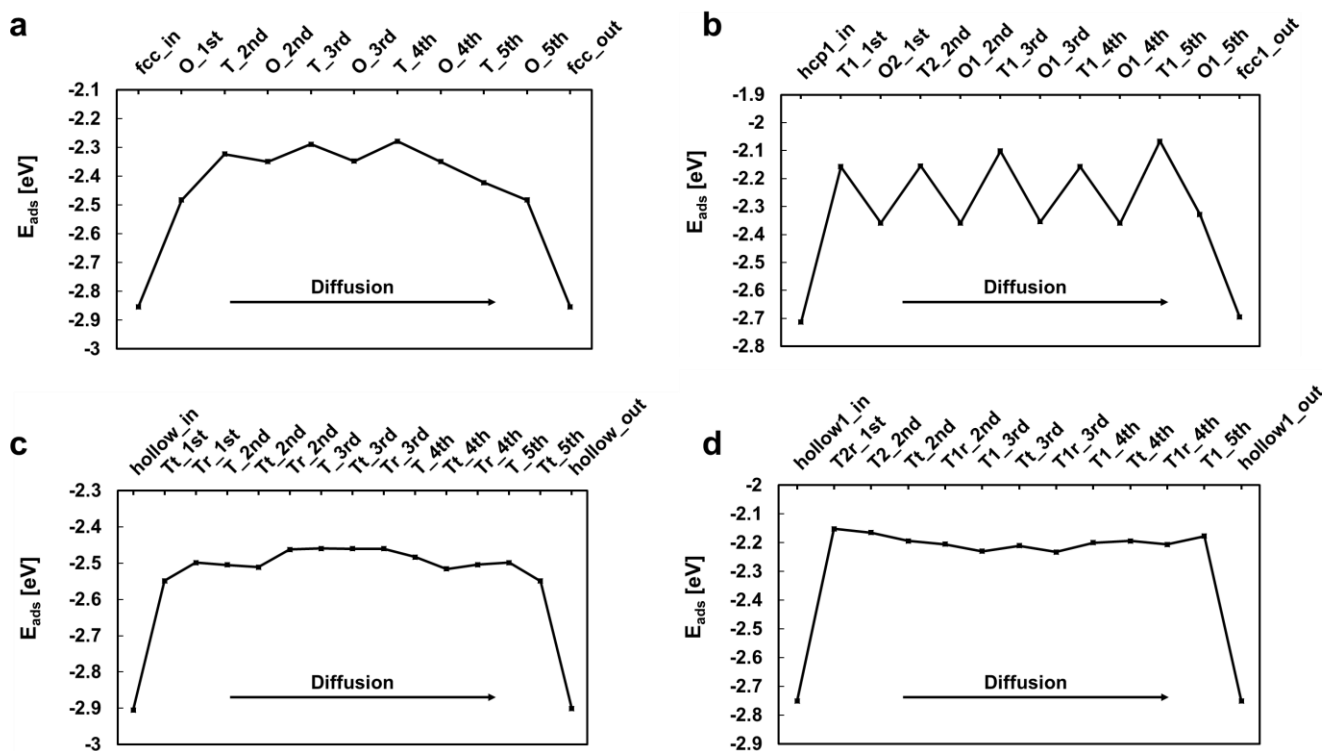 a
fcc_in
O_1st
T_2nd
O_2nd
T_3rd
O_3rd
T_4th
O_4th
T_5th
O_5th
fcc_out
-2.1
-2.2
-2.3
-2.4
-2.5
-2.6
-2.7
-2.8
-2.9
-3
E_ads [eV]
Diffusion
b
hcp1_in
T1_1st
O2_1st
T2_2nd
O1_2nd
T1_3rd
O1_3rd
T1_4th
O1_4th
T1_5th
O1_5th
fcc1_out
-1.9
-2
-2.1
-2.2
-2.3
-2.4
-2.5
-2.6
-2.7
-2.8
E_ads [eV]
Diffusion
c
hollow_in
Tt_1st
Tr_1st
T_2nd
Tt_2nd
Tr_2nd
T_3rd
Tt_3rd
Tr_3rd
T_4th
Tt_4th
Tr_4th
T_5th
Tt_5th
hollow_out
-2.3
-2.4
-2.5
-2.6
-2.7
-2.8
-2.9
-3
E_ads [eV]
Diffusion
d
hollow1_in
T2r_1st
T2_2nd
Tt_2nd
T1r_2nd
T1_3rd
Tt_3rd
T1r_3rd
T1_4th
Tt_4th
T1r_4th
T1_5th
hollow1_out
-2
-2.1
-2.2
-2.3
-2.4
-2.5
-2.6
-2.7
-2.8
-2.9
E_ads [eV]
Diffusion